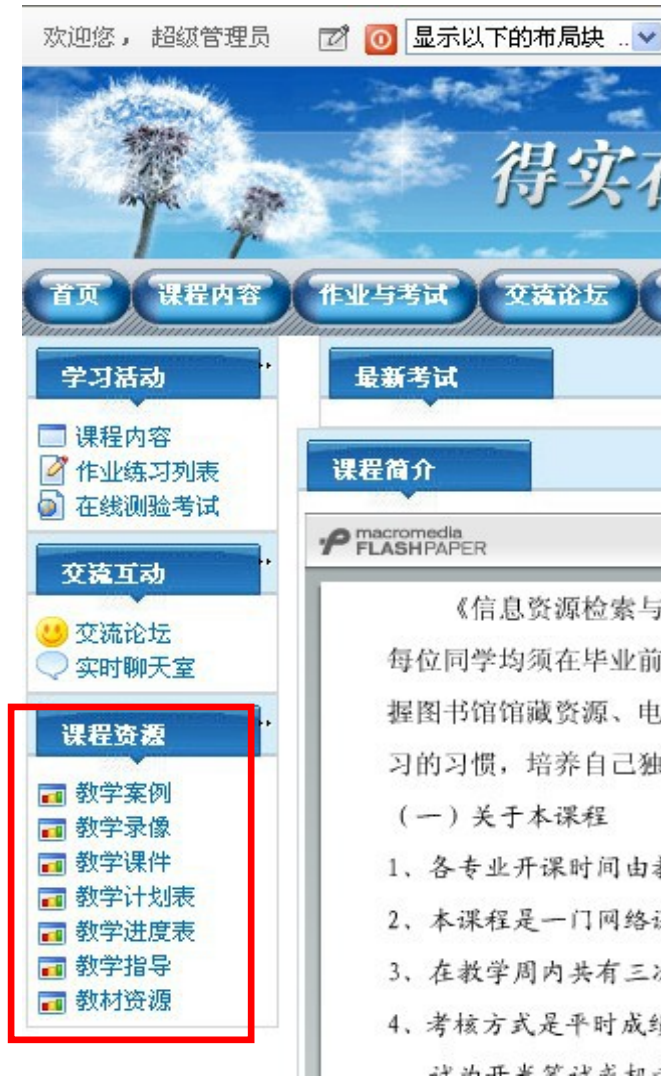 欢迎您， 超级管理员 显示以下的布局块 ..
得实在
首页 课程内容 作业与考试 交流论坛
学习活动
课程内容
作业练习列表
在线测验考试
交流互动
交流论坛
实时聊天室
课程资源
教学案例
教学录像
教学课件
教学计划表
教学进度表
教学指导
教材资源
最新考试
课程简介
macromedia
FLASHPAPER
《信息资源检索与
每位同学均须在毕业前
握图书馆馆藏资源、电
习的习惯，培养自己独
（一）关于本课程
1、各专业开课时间由
2、本课程是一门网络
3、在教学周内共有三
4、考核方式是平时成